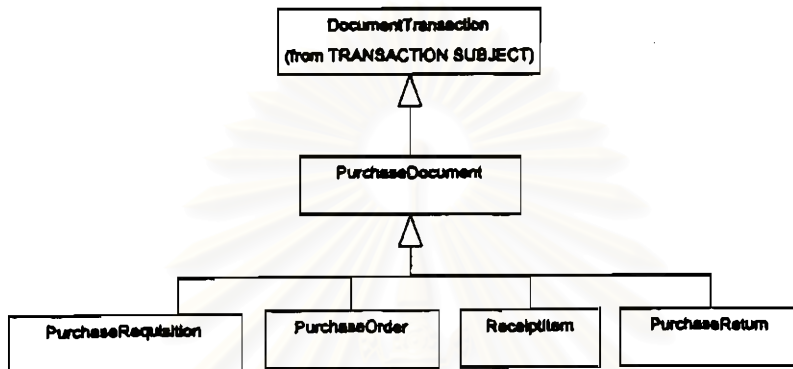 DocumentTransaction
(from TRANSACTION SUBJECT)
PurchaseDocument
PurchaseRequisition
PurchaseOrder
ReceiptItem
PurchaseReturn